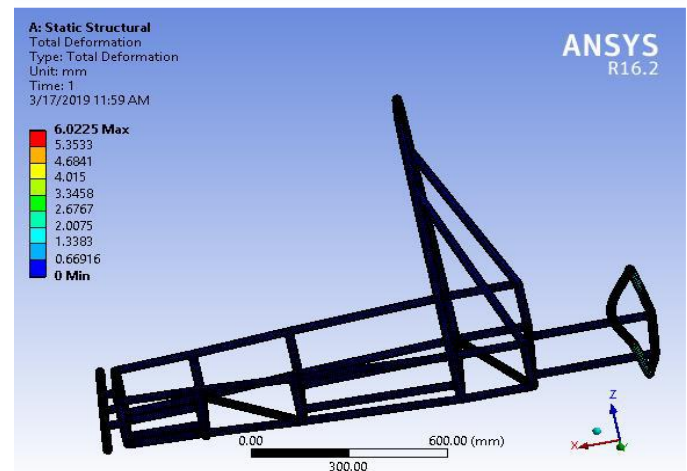 A: Static Structural
Total Deformation
Type: Total Deformation
Unit: mm
Time: 1
3/17/2019 11:59 AM
6.0225 Max
5.3533
4.6841
4.015
3.3458
2.6767
2.0075
1.3383
0.66916
0 Min
ANSYS
R16.2
0.00
600.00 (mm)
300.00
Z
X